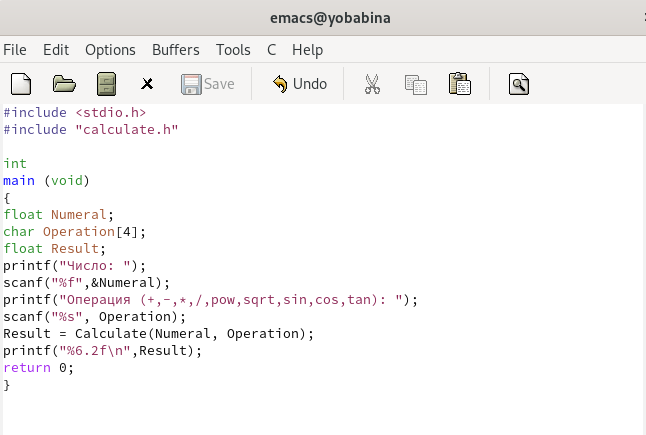 emacs@yobabina
File Edit Options Buffers Tools C Help
Save Undo
#include <stdio.h>
#include "calculate.h"
int
main (void)
{
float Numeral;
char Operation[4];
float Result;
printf("Число: ");
scanf("%f",&Numeral);
printf("Операция (+,-,*,/,pow,sqrt,sin,cos,tan): ");
scanf("%s", Operation);
Result = Calculate(Numeral, Operation);
printf("%6.2f\n",Result);
return 0;
}